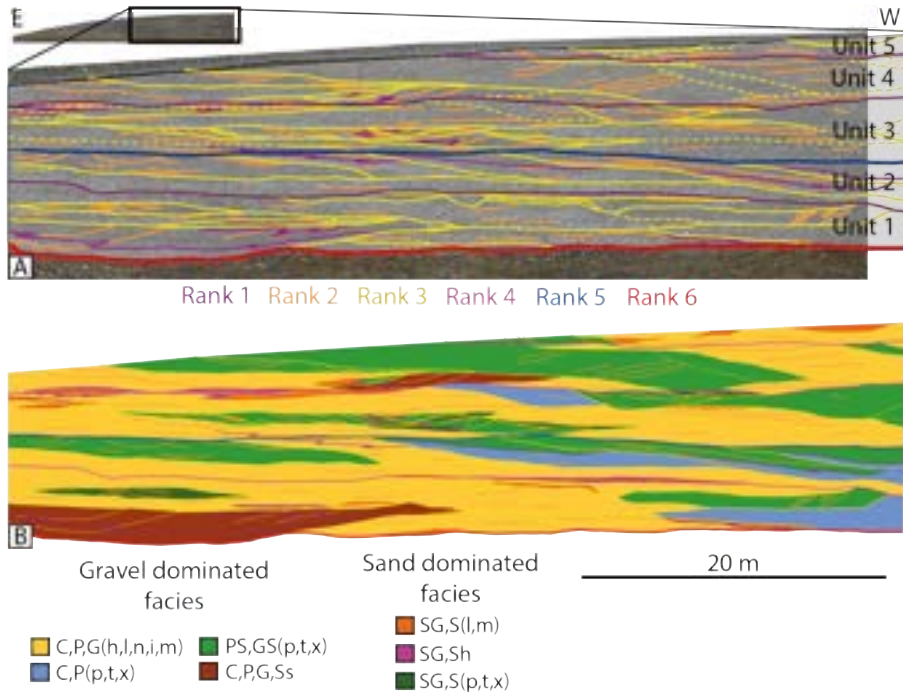 E
W
Unit 5
Unit 4
Unit 3
Unit 2
Unit 1
A
Rank 1 Rank 2 Rank 3 Rank 4 Rank 5 Rank 6
B
Gravel dominated facies
Sand dominated facies
20 m
C,P,G(h,l,n,i,m)
PS,GS(p,t,x)
C,P(p,t,x)
C,P,G,Ss
SG,S(l,m)
SG,Sh
SG,S(p,t,x)